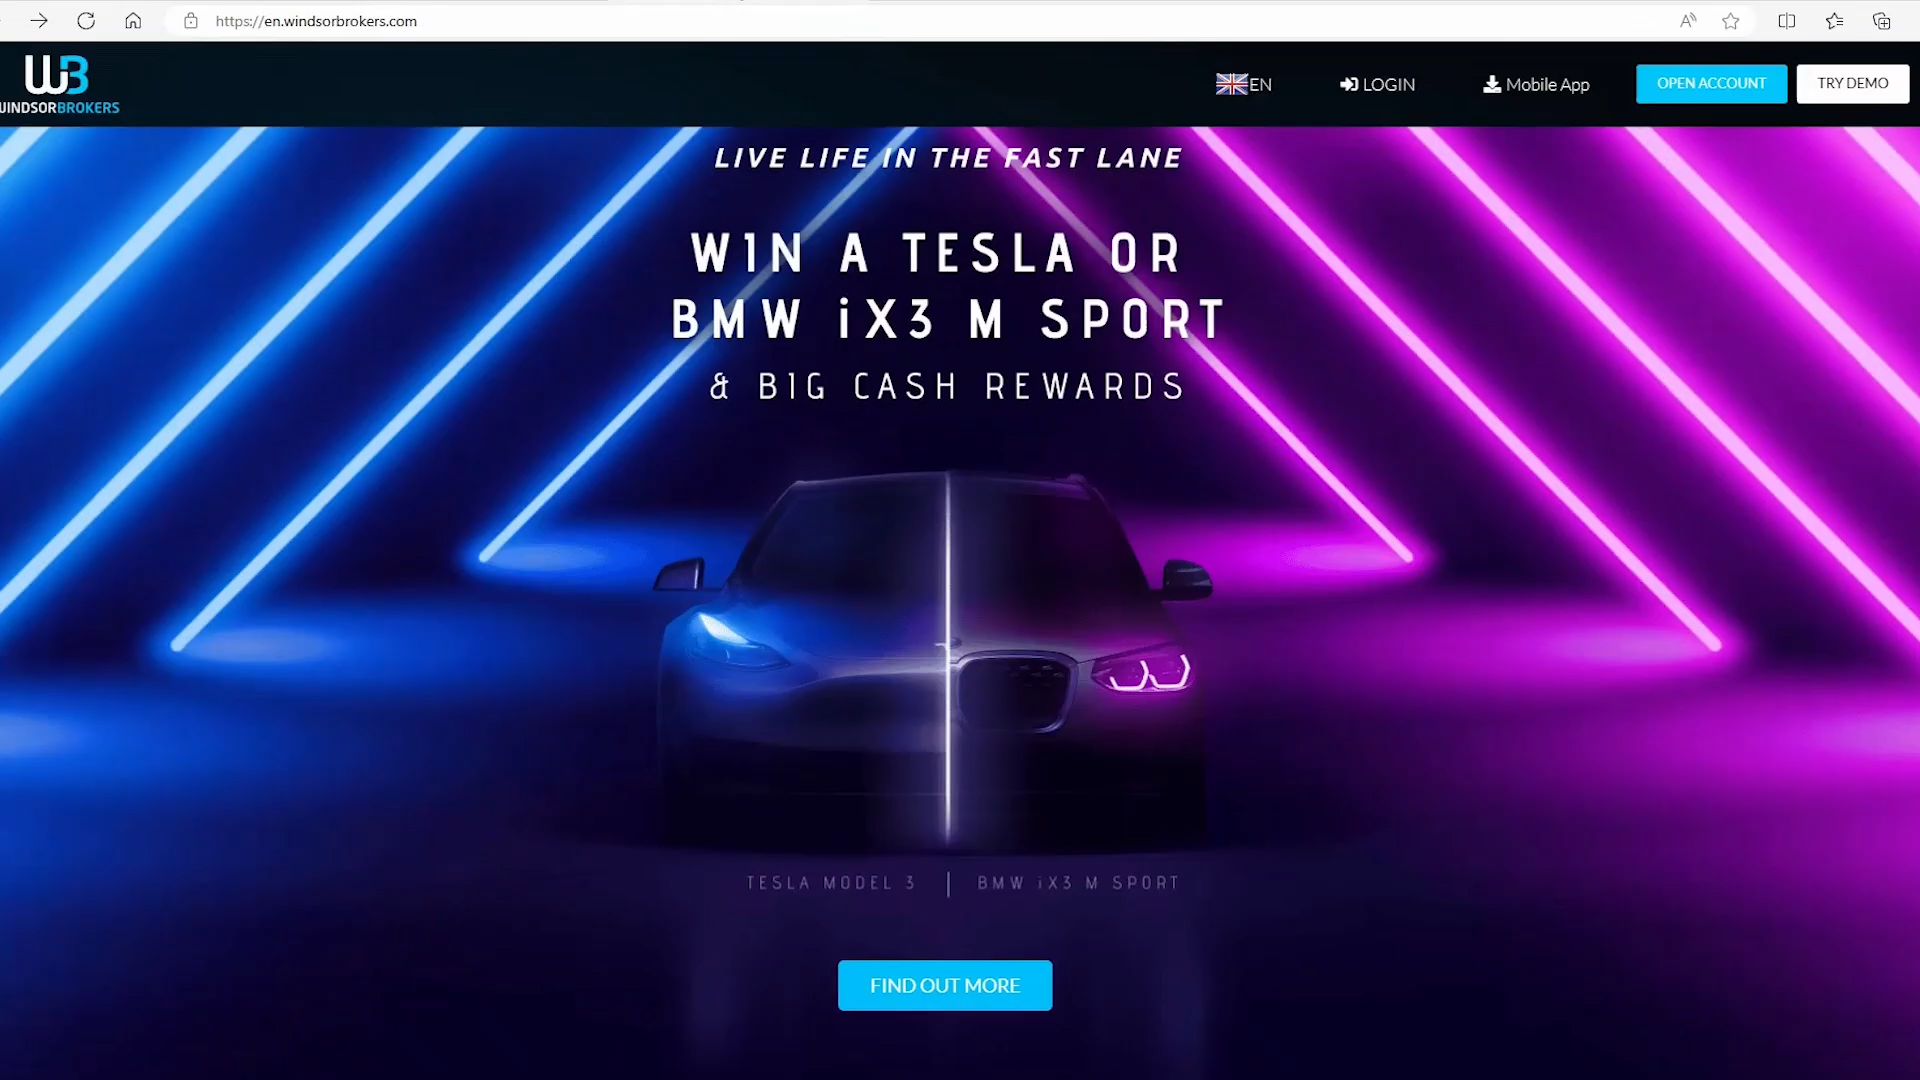 https://en.windsorbrokers.com
WB
WINDSORBROKERS
EN
LOGIN
Mobile App
OPEN ACCOUNT
TRY DEMO
LIVE LIFE IN THE FAST LANE
WIN A TESLA OR
BMW iX3 M SPORT
& BIG CASH REWARDS
TESLA MODEL 3 | BMW iX3 M SPORT
FIND OUT MORE